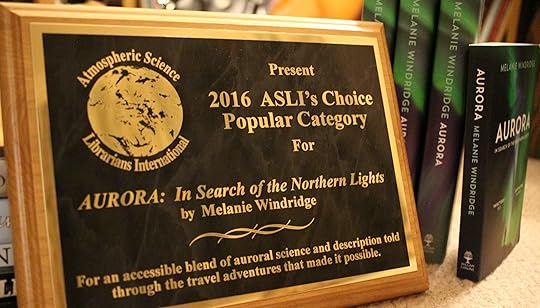 Atmospheric Science
Librarians International
Present
2016 ASLI's Choice
Popular Category
For
AURORA: In Search of the Northern Lights
by Melanie Windridge
For an accessible blend of auroral science and description told
through the travel adventures that made it possible.
MELANIE WINDRIDGE AURORA
MELANIE WINDRIDGE AURORA
AURORA MELANIE WINDRIDGE
MELANIE WINDRIDGE
AURORA
IN SEARCH OF THE NORTHERN LIGHTS